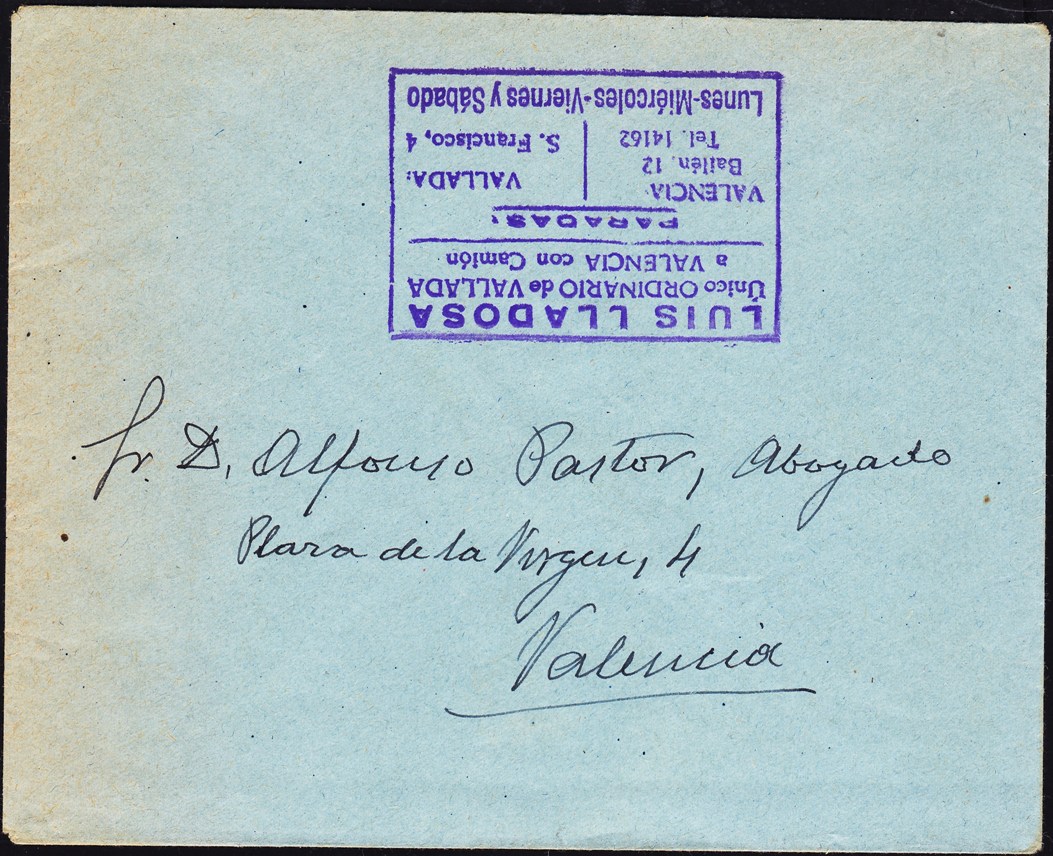 LUIS LLADOSA
Único ORDINARIO de VALLADA
a VALENCIA con Camión
PARADAS:
VALENCIA
Bailén, 12
Tel. 14162
VALLADA:
S. Francisco, 4
Lunes-Miércoles-Viernes y Sábado
Sr. D. Alfonso Pastor, Abogado
Plaza de la Virgen, 4
Valencia